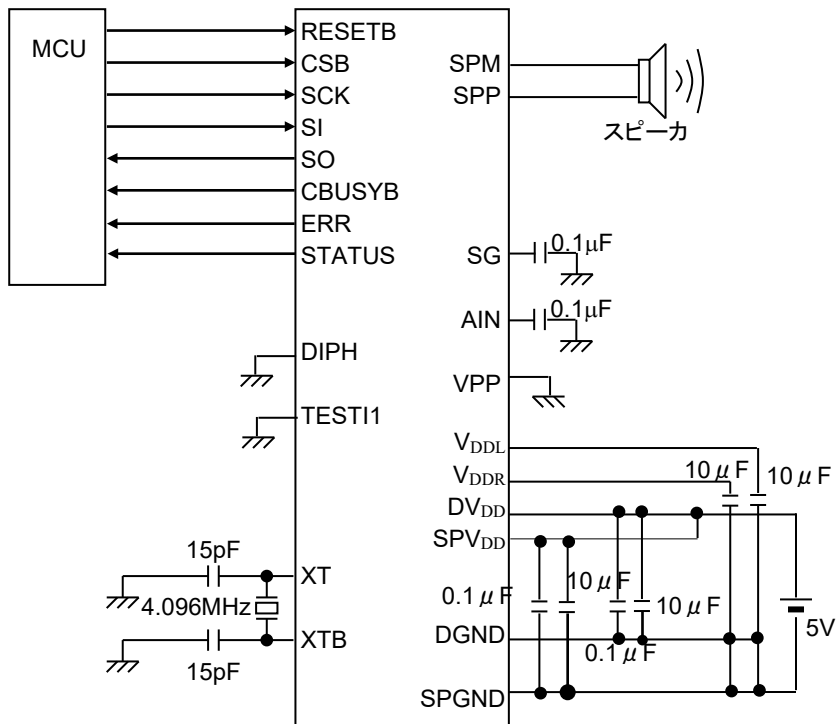 MCU
RESETB
CSB
SCK
SI
SO
CBUSYB
ERR
STATUS
DIPH
TESTI1
15pF
XT
4.096MHz
XTB
15pF
SPM
SPP
スピーカ
SG
0.1μF
AIN
0.1μF
VPP
VDDL
VDDR
DVDD
SPVDD
10μF
10μF
0.1μF
10μF
10μF
0.1μF
DGND
SPGND
5V